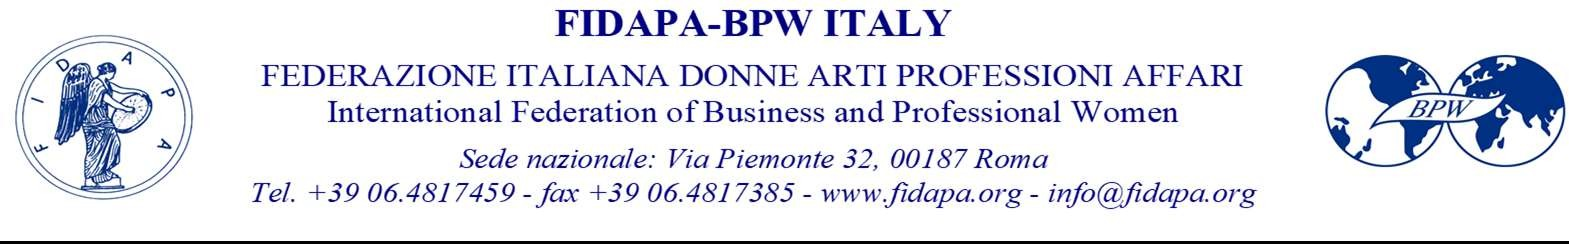 FIDAPA-BPW ITALY
FEDERAZIONE ITALIANA DONNE ARTI PROFESSIONI AFFARI
International Federation of Business and Professional Women
Sede nazionale: Via Piemonte 32, 00187 Roma
Tel. +39 06.4817459 - fax +39 06.4817385 - www.fidapa.org - info@fidapa.org
F I D A P A
BPW